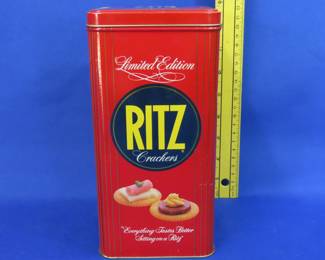 Limited Edition
RITZ
Crackers
"Everything Tastes Better
Sitting on a Ritz"